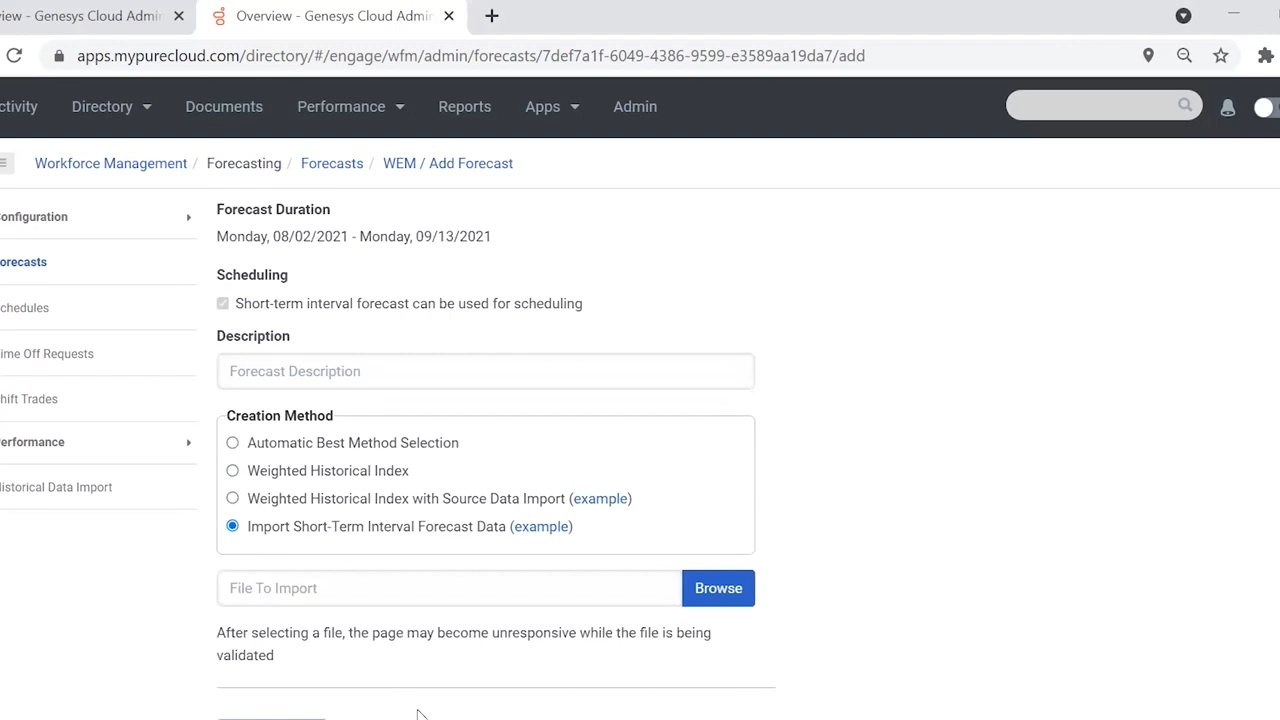 iew - Genesys Cloud Admin
Overview - Genesys Cloud Admin
apps.mypurecloud.com/directory/#/engage/wfm/admin/forecasts/7def7a1f-6049-4386-9599-e3589aa19da7/add
ctivity Directory Documents Performance Reports Apps Admin
Workforce Management / Forecasting / Forecasts / WEM / Add Forecast
onfiguration
orecasts
chedules
ime Off Requests
hift Trades
erformance
istorical Data Import
Forecast Duration
Monday, 08/02/2021 - Monday, 09/13/2021
Scheduling
Short-term interval forecast can be used for scheduling
Description
Forecast Description
Creation Method
Automatic Best Method Selection
Weighted Historical Index
Weighted Historical Index with Source Data Import (example)
Import Short-Term Interval Forecast Data (example)
File To Import
Browse
After selecting a file, the page may become unresponsive while the file is being
validated